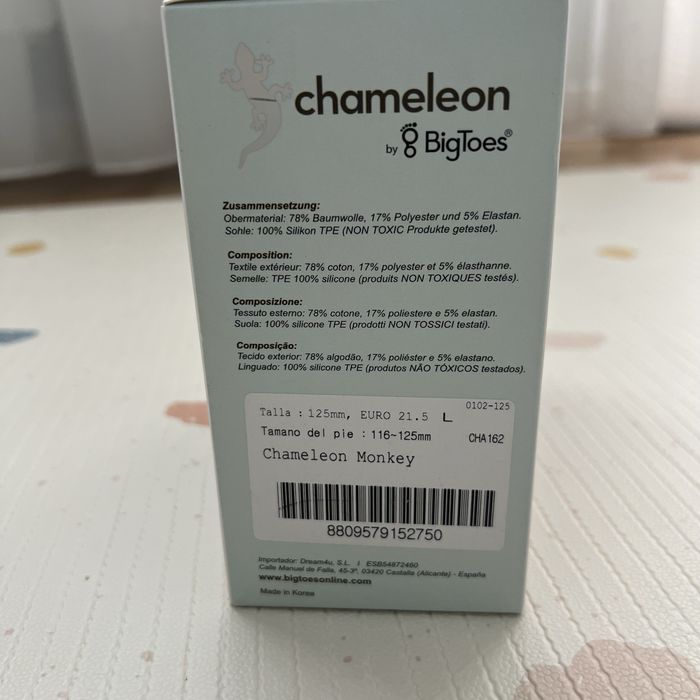 chameleon
by BigToes®
Zusammensetzung:
Obermaterial: 78% Baumwolle, 17% Polyester und 5% Elastan.
Sohle: 100% Silikon TPE (NON TOXIC Produkte getestet).
Composition:
Textile extérieur: 78% coton, 17% polyester et 5% élasthanne.
Semelle: TPE 100% silicone (produits NON TOXIQUES testés).
Composizione:
Tessuto esterno: 78% cotone, 17% poliestere e 5% elastan.
Suola: 100% silicone TPE (prodotti NON TOSSICI testati).
Composição:
Tecido exterior: 78% algodão, 17% poliéster e 5% elastano.
Linguado: 100% silicone TPE (produtos NÃO TÓXICOS testados).
0102-125
Talla : 125mm, EURO 21.5 L
Tamano del pie : 116~125mm CHA162
Chameleon Monkey
8809579152750
Importador: Dream4u, S.L. I ESB54872460
Calle Manuel de Falla, 45-3º. 03420 Castalla (Alicante) - España
www.bigtoesonline.com
Made in Korea